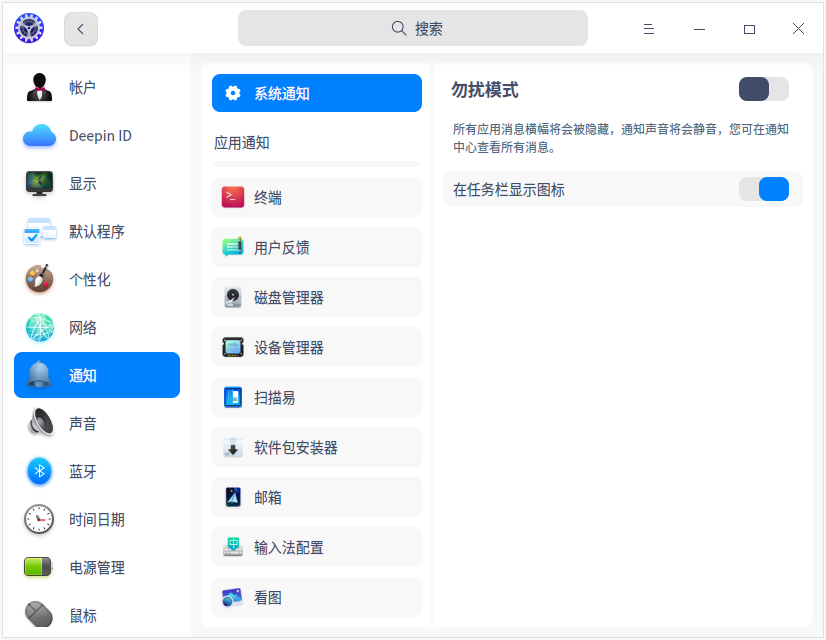 搜索
帐户
Deepin ID
显示
默认程序
个性化
网络
通知
声音
蓝牙
时间日期
电源管理
鼠标
系统通知
应用通知
终端
用户反馈
磁盘管理器
设备管理器
扫描易
软件包安装器
邮箱
输入法配置
看图
勿扰模式
所有应用消息横幅将会被隐藏，通知声音将会静音，您可在通知
中心查看所有消息。
在任务栏显示图标